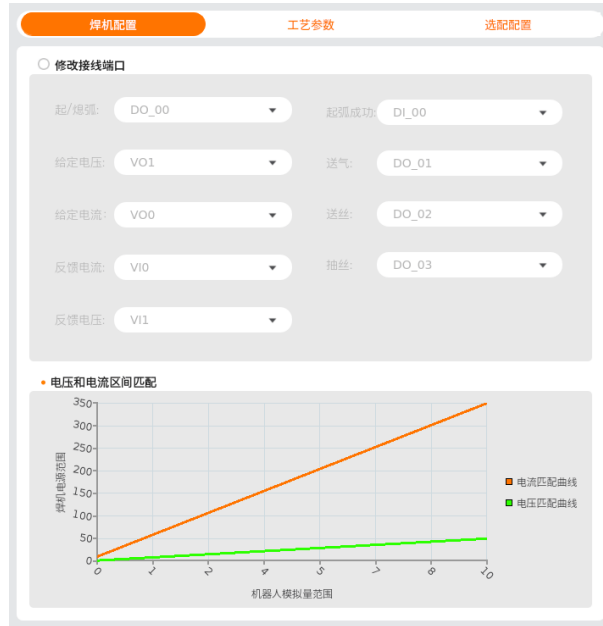 焊机配置 工艺参数 选配配置
修改接线端口
起/熄弧: DO_00 起弧成功: DI_00
给定电压: VO1 送气: DO_01
给定电流: VO0 送丝: DO_02
反馈电流: VI0 抽丝: DO_03
反馈电压: VI1
电压和电流区间匹配
350
300
250
200
150
100
50
0
焊机电源范围
0 1 2 4 5 7 8 10
机器人模拟量范围
电流匹配曲线
电压匹配曲线